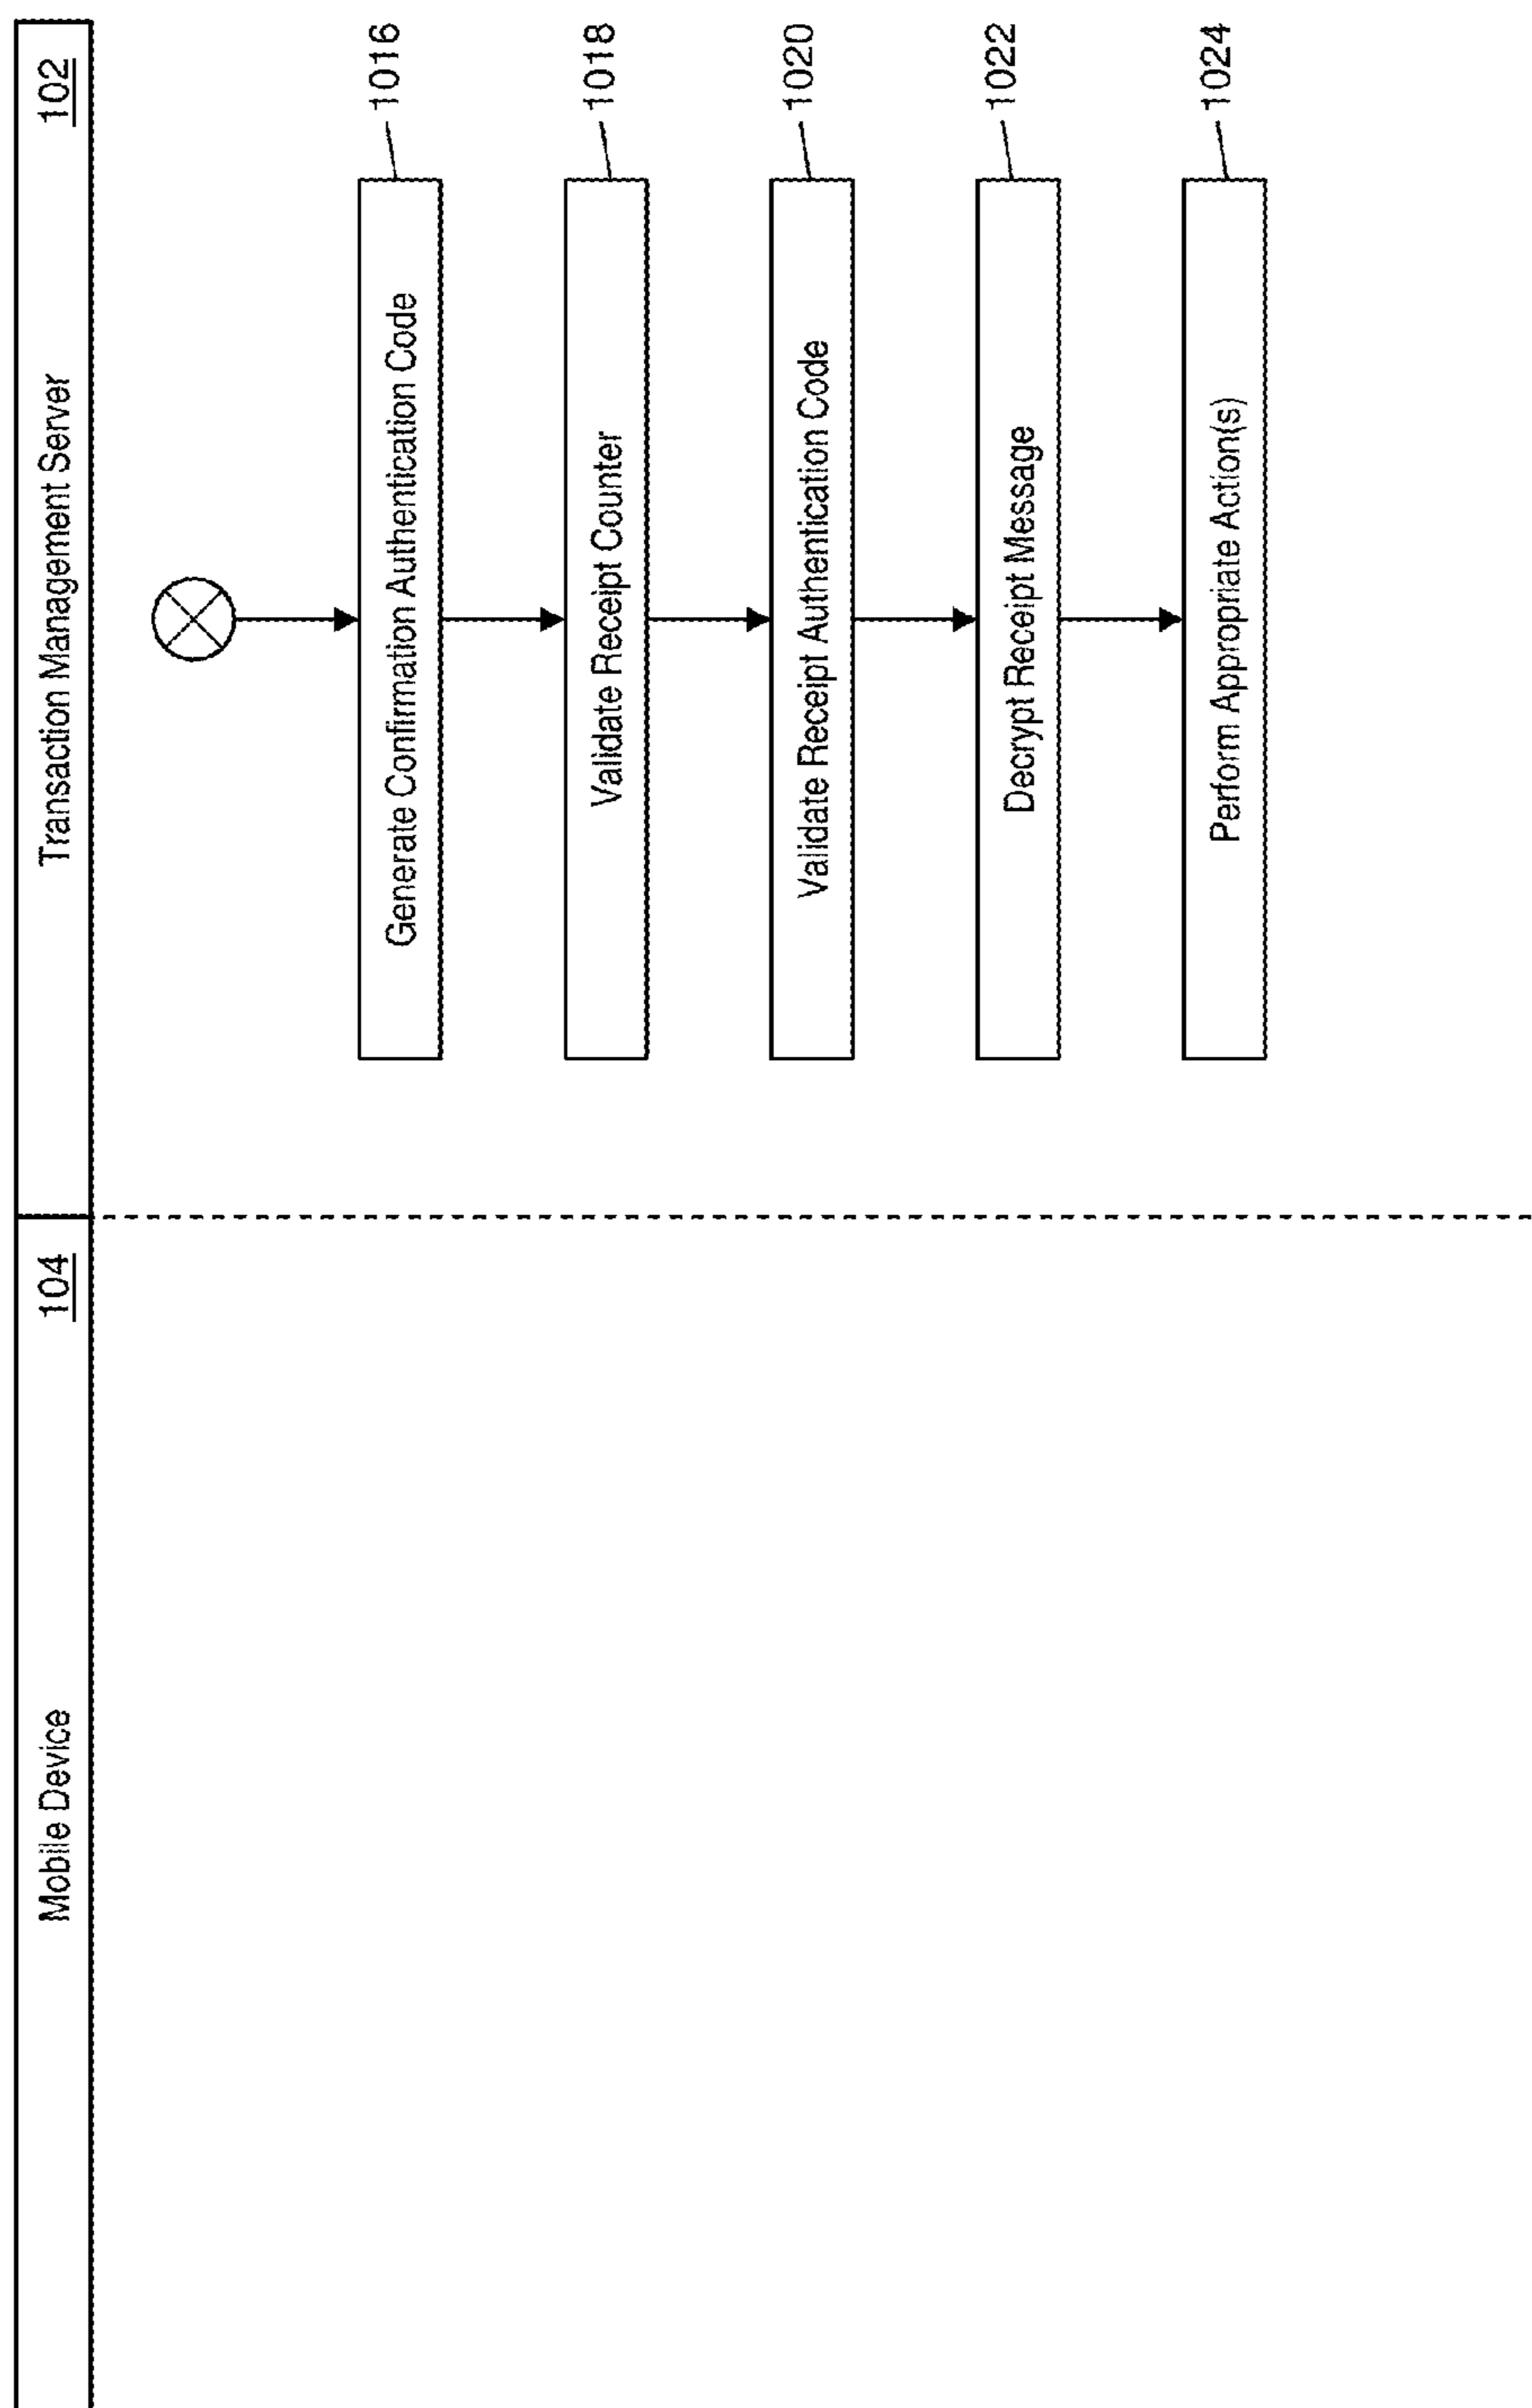 Mobile Device 104
Transaction Management Server 102
Generate Confirmation Authentication Code
1016
Validate Receipt Counter
1018
Validate Receipt Authentication Code
1020
Decrypt Receipt Message
1022
Perform Appropriate Action(s)
1024